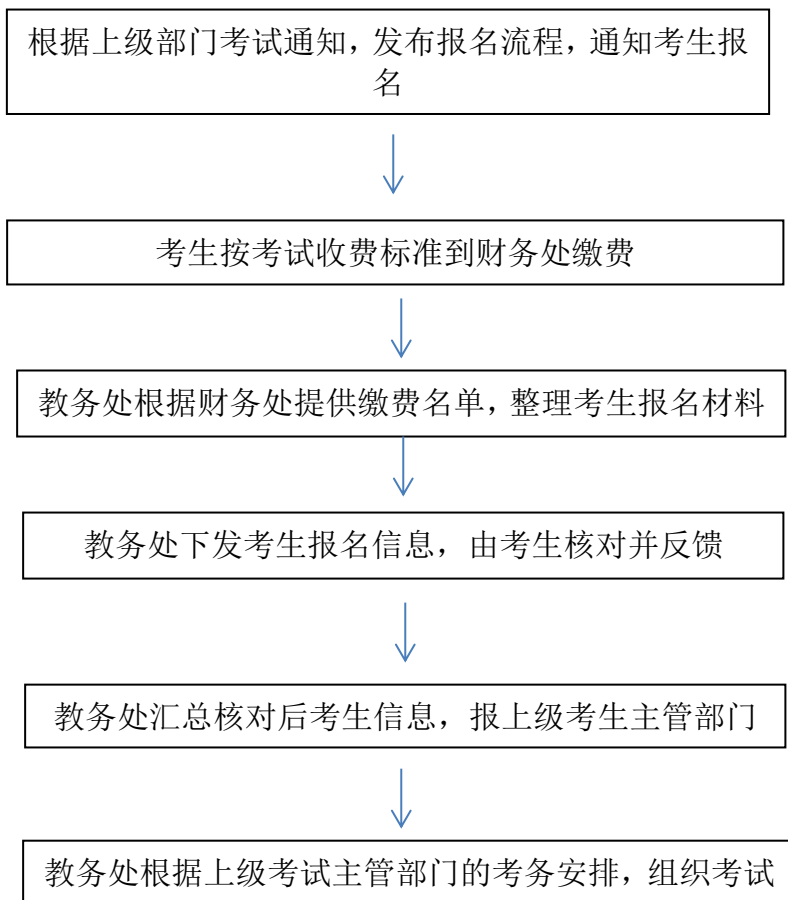 根据上级部门考试通知，发布报名流程，通知考生报
名
考生按考试收费标准到财务处缴费
教务处根据财务处提供缴费名单，整理考生报名材料
教务处下发考生报名信息，由考生核对并反馈
教务处汇总核对后考生信息，报上级考生主管部门
教务处根据上级考试主管部门的考务安排，组织考试